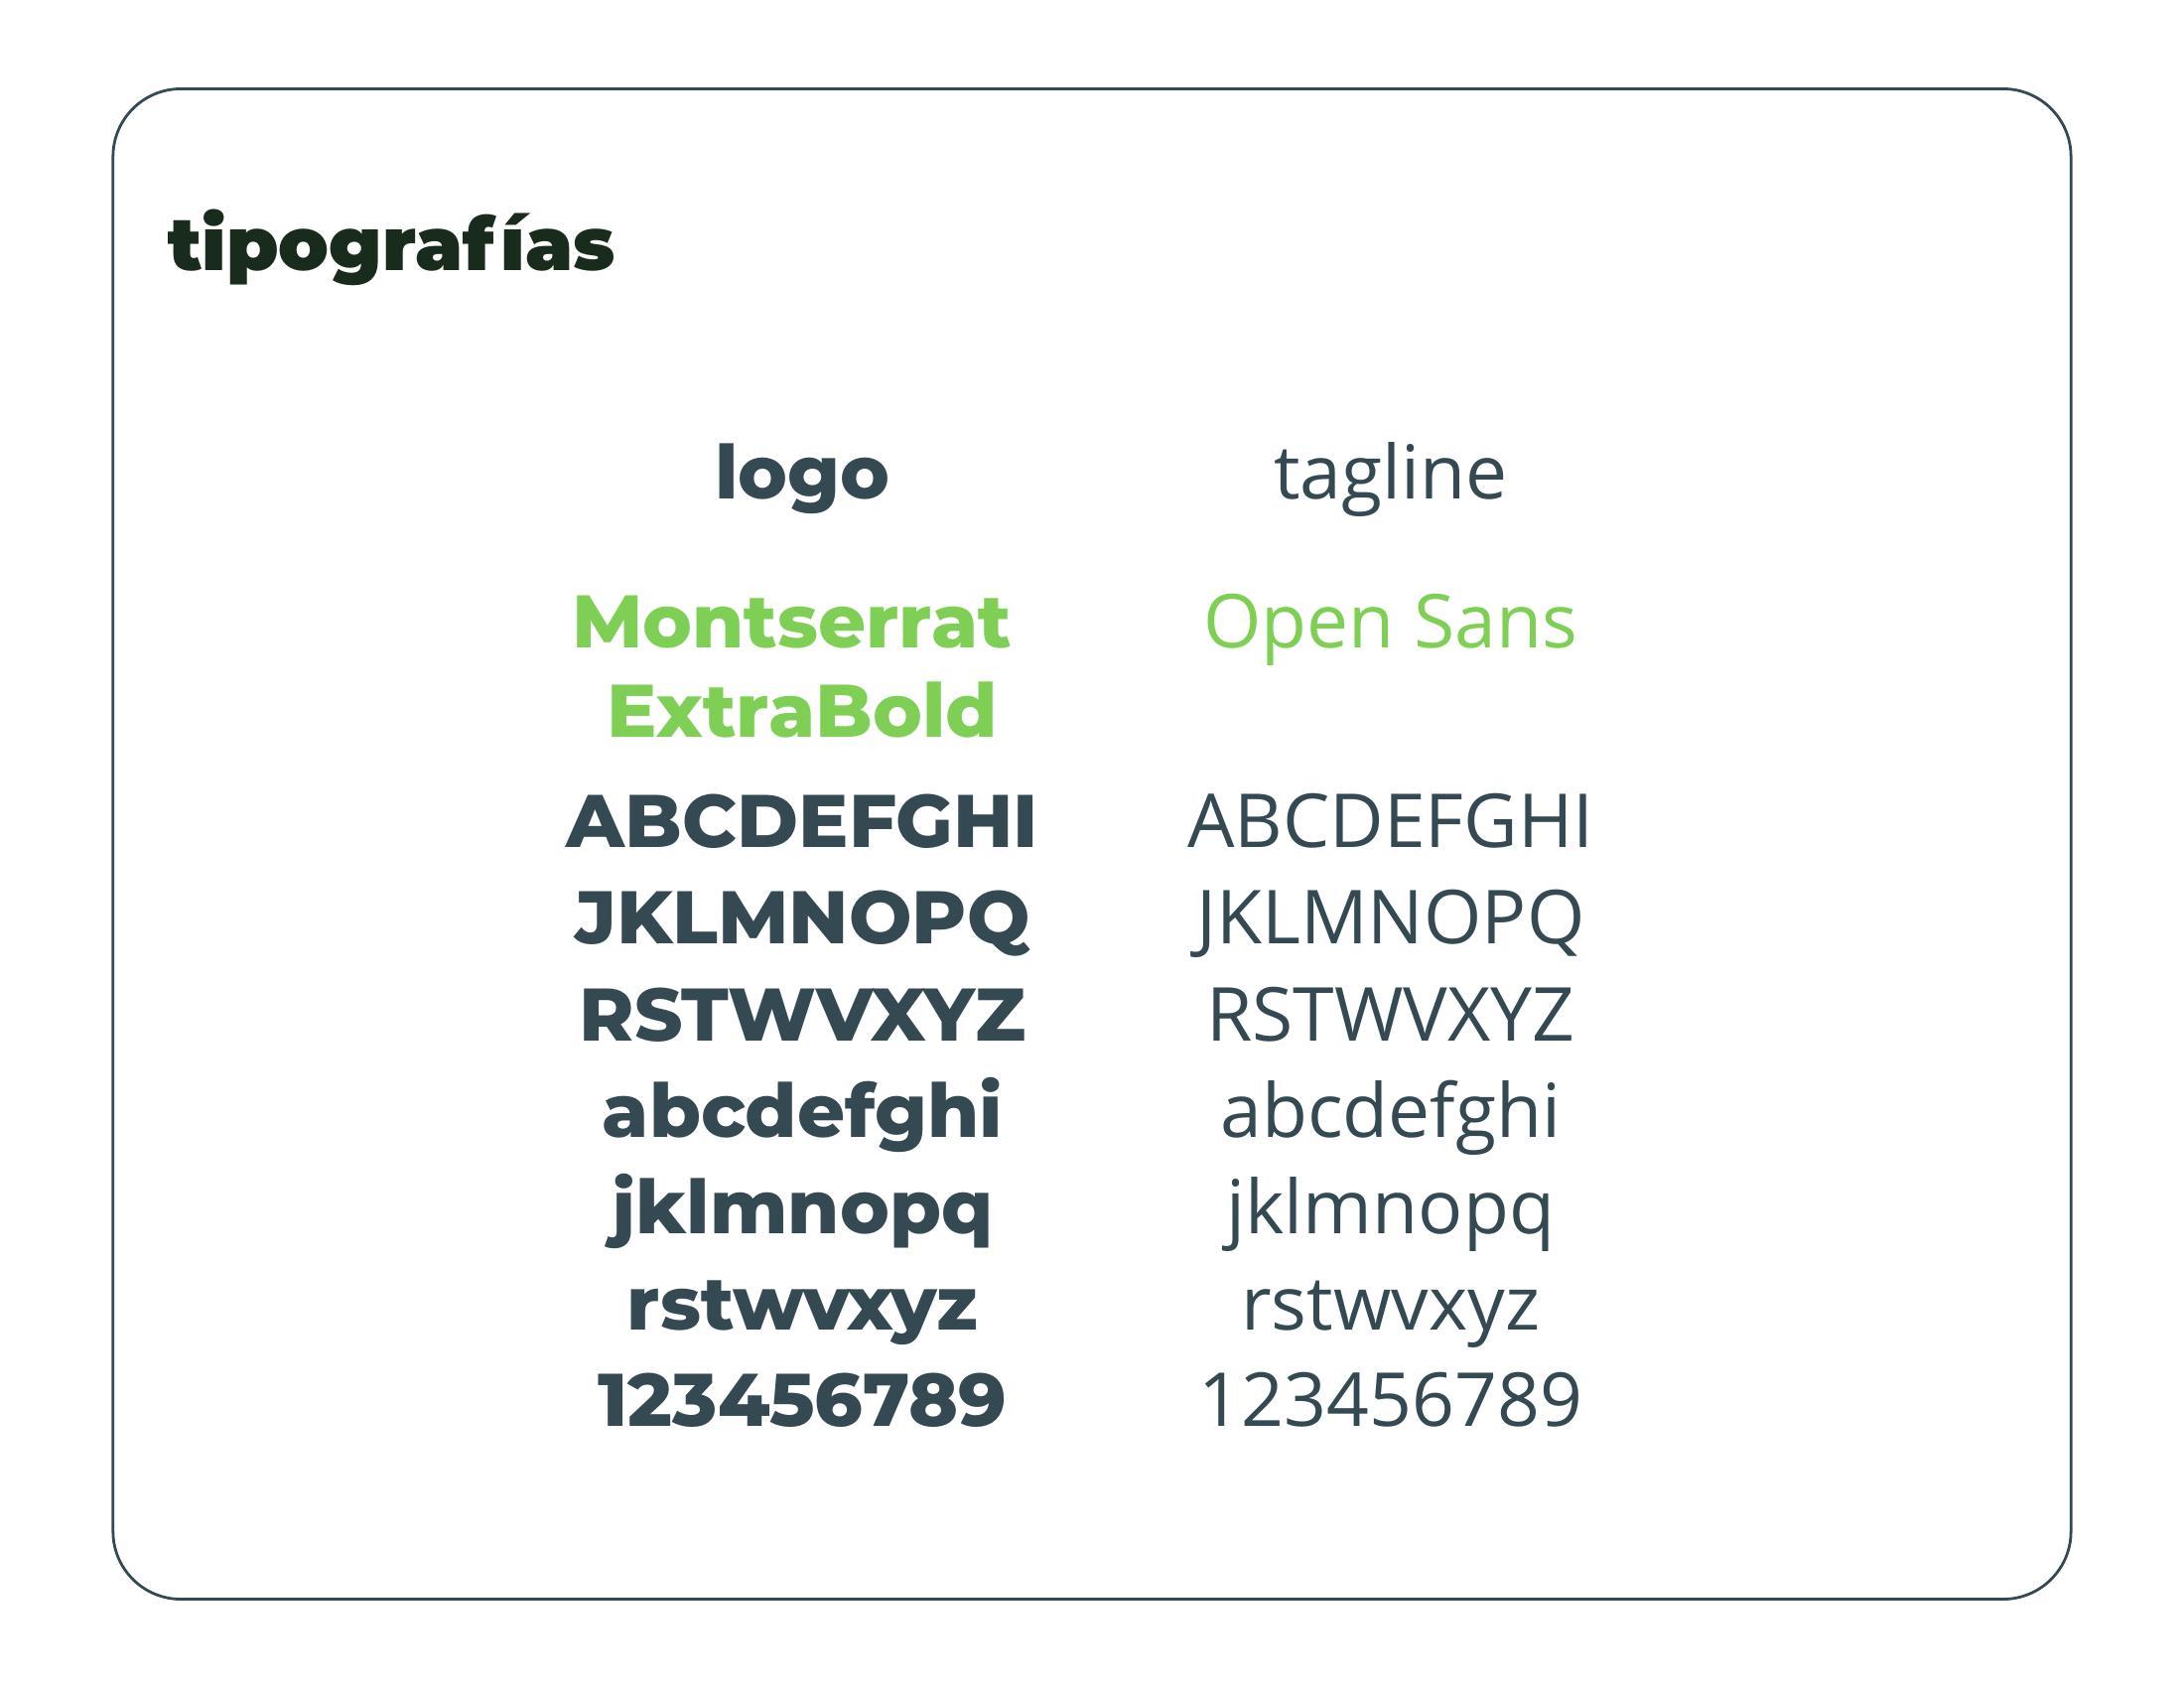 tipografías
logo
Montserrat
ExtraBold
ABCDEFGHI
JKLMNOPQ
RSTWVXYZ
abcdefghi
jklmnopq
rstwvxyz
123456789
tagline
Open Sans
ABCDEFGHI
JKLMNOPQ
RSTWVXYZ
abcdefghi
jklmnopq
rstwvxyz
123456789